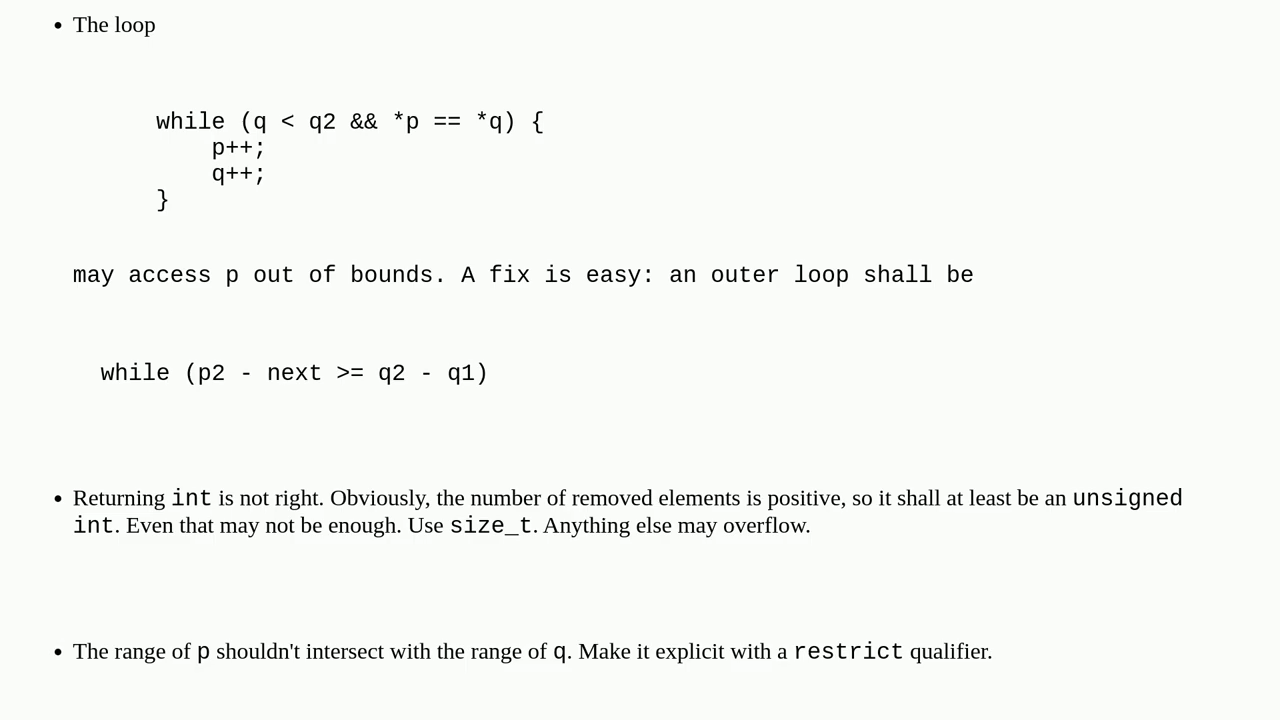 • The loop
while (q < q2 && *p == *q) {
    p++;
    q++;
}
may access p out of bounds. A fix is easy: an outer loop shall be
while (p2 - next >= q2 - q1)
• Returning int is not right. Obviously, the number of removed elements is positive, so it shall at least be an unsigned
int. Even that may not be enough. Use size_t. Anything else may overflow.
• The range of p shouldn't intersect with the range of q. Make it explicit with a restrict qualifier.